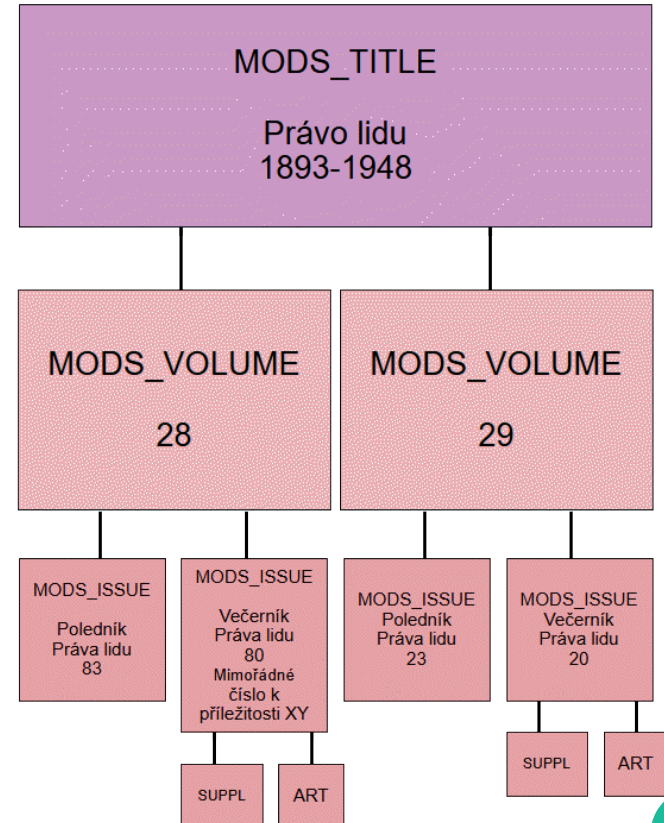 MODS_TITLE
Právo lidu
1893-1948
MODS_VOLUME
28
MODS_VOLUME
29
MODS_ISSUE
Poledník
Práva lidu
83
MODS_ISSUE
Večerník
Práva lidu
80
Mimořádné
číslo k
příležitosti XY
MODS_ISSUE
Poledník
Práva lidu
23
MODS_ISSUE
Večerník
Práva lidu
20
SUPPL
ART
SUPPL
ART